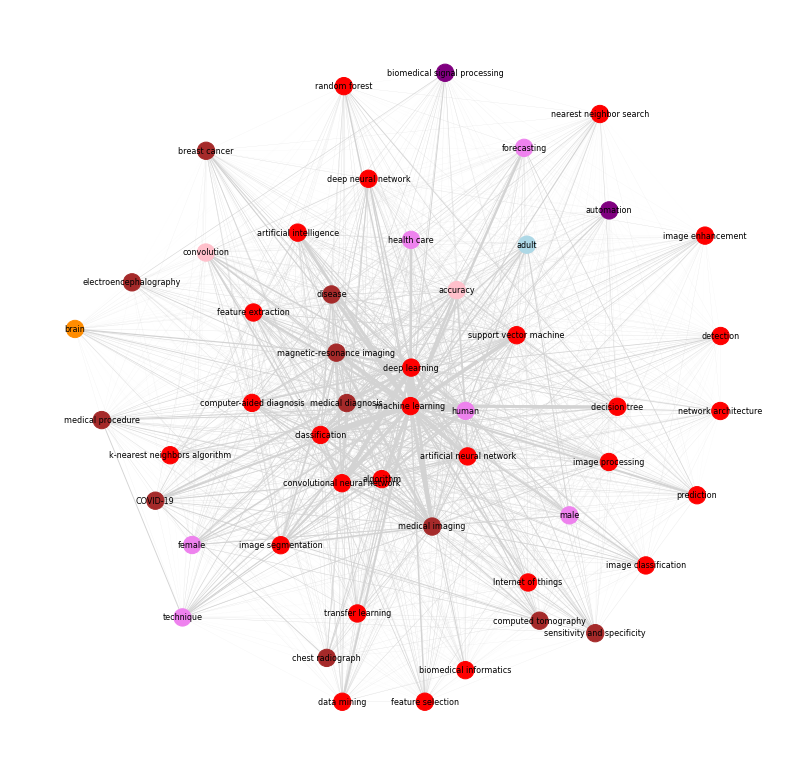 biomedical signal processing
random forest
nearest neighbor search
forecasting
breast cancer
deep neural network
automation
artificial intelligence
image enhancement
health care
adult
convolution
electroencephalography
accuracy
disease
feature extraction
brain
support vector machine
detection
magnetic-resonance imaging
deep learning
computer-aided diagnosis
medical diagnosis
machine learning
human
decision tree
network architecture
medical procedure
classification
k-nearest neighbors algorithm
artificial neural network
image processing
convolutional neural network
algorithm
prediction
COVID-19
male
medical imaging
female
image segmentation
image classification
Internet of things
technique
transfer learning
computed tomography
sensitivity and specificity
chest radiograph
biomedical informatics
data mining
feature selection